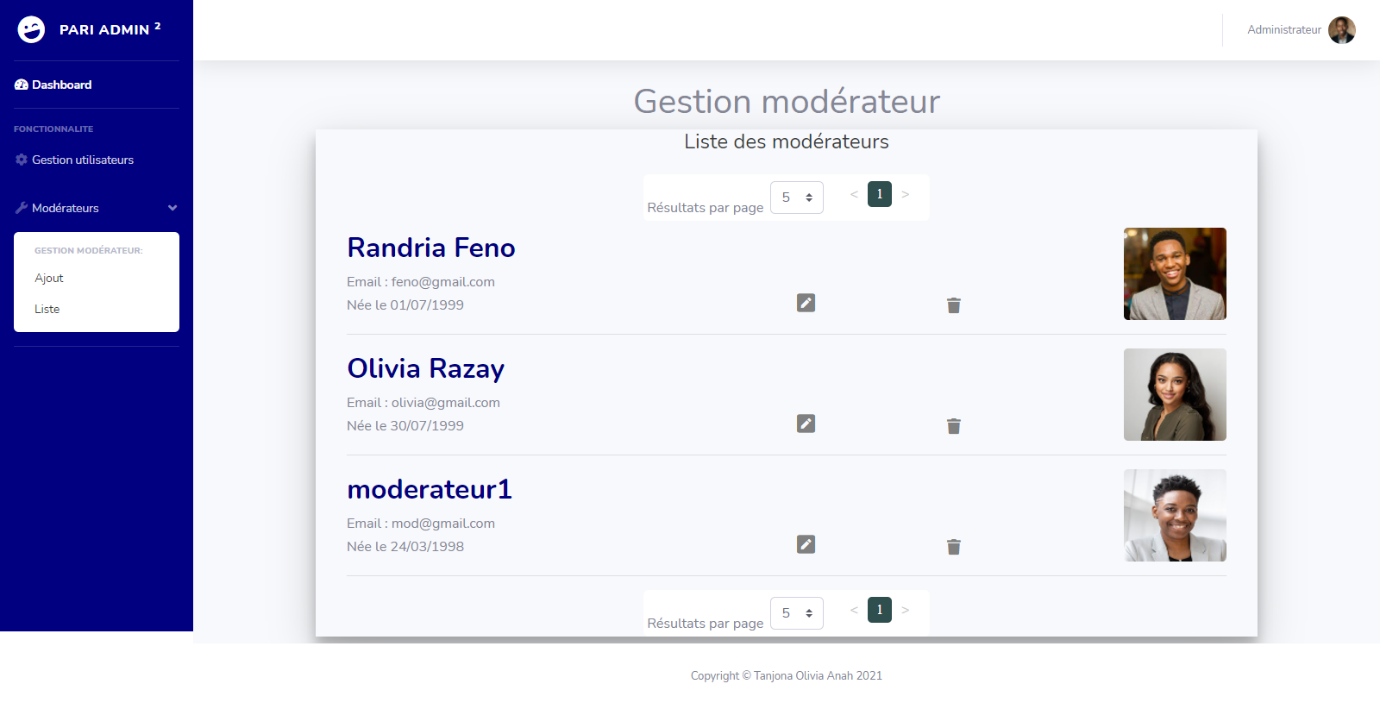 PARI ADMIN 2
Administrateur
Dashboard
FONCTIONNALITE
Gestion utilisateurs
Modérateurs
GESTION MODÉRATEUR:
Ajout
Liste
Gestion modérateur
Liste des modérateurs
Résultats par page 5 < 1 >
Randria Feno
Email : feno@gmail.com
Née le 01/07/1999
Olivia Razay
Email : olivia@gmail.com
Née le 30/07/1999
moderateur1
Email : mod@gmail.com
Née le 24/03/1998
Résultats par page 5 < 1 >
Copyright © Tanjona Olivia Anah 2021